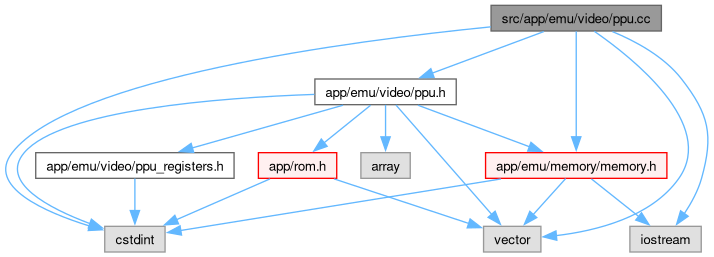 src/app/emu/video/ppu.cc
app/emu/video/ppu.h
app/emu/video/ppu_registers.h
app/rom.h
array
app/emu/memory/memory.h
cstdint
vector
iostream